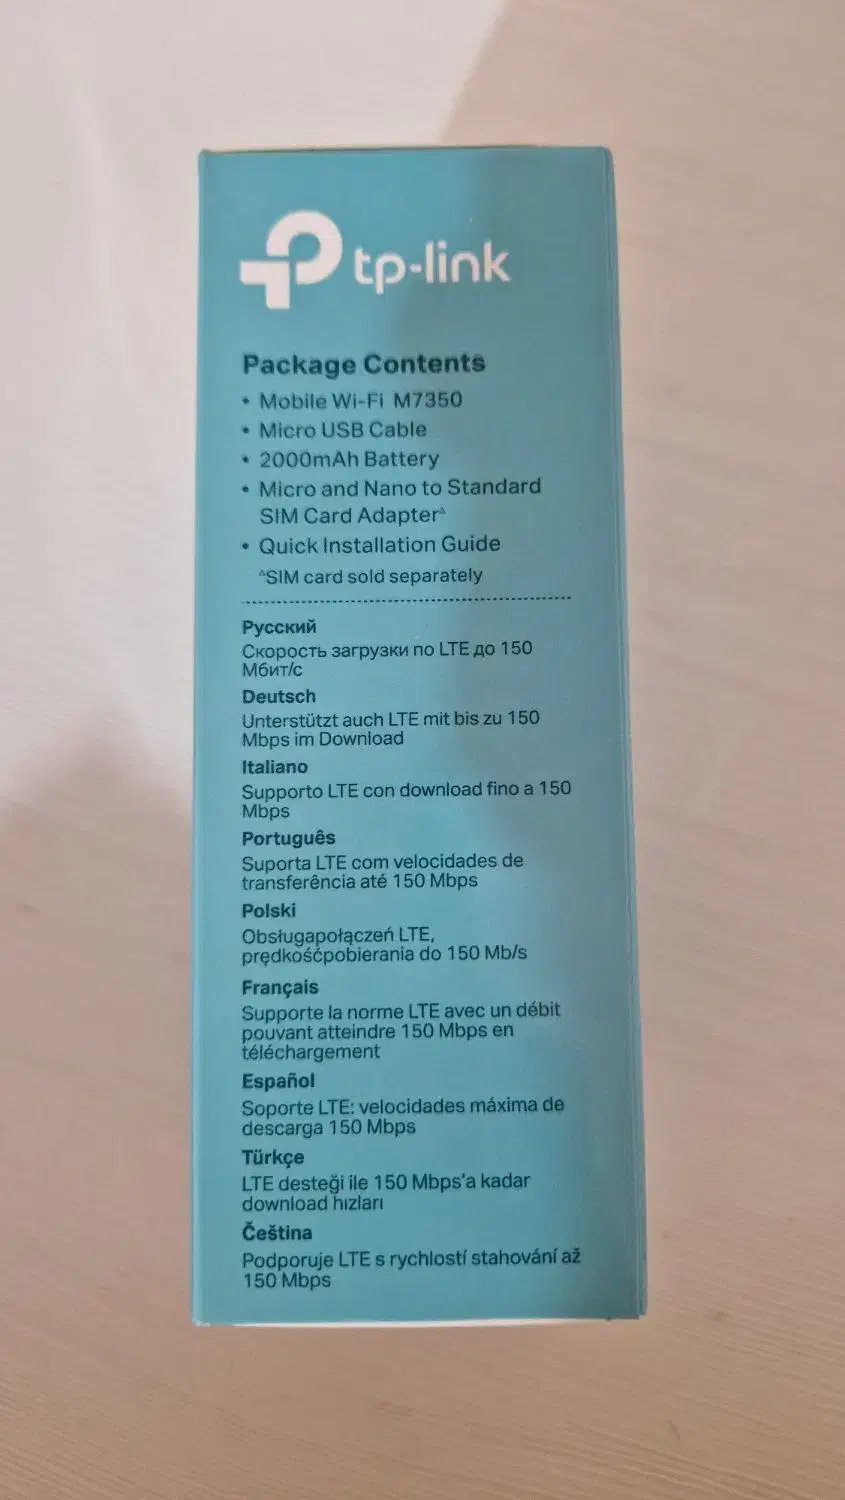 tp-link
Package Contents
• Mobile Wi-Fi M7350
• Micro USB Cable
• 2000mAh Battery
• Micro and Nano to Standard
SIM Card Adapter△
• Quick Installation Guide
△SIM card sold separately
Русский
Скорость загрузки по LTE до 150
Мбит/с
Deutsch
Unterstützt auch LTE mit bis zu 150
Mbps im Download
Italiano
Supporto LTE con download fino a 150
Mbps
Português
Suporta LTE com velocidades de
transferência até 150 Mbps
Polski
Obsługapołączeń LTE,
prędkośćpobierania do 150 Mb/s
Français
Supporte la norme LTE avec un débit
pouvant atteindre 150 Mbps en
téléchargement
Español
Soporte LTE: velocidades máxima de
descarga 150 Mbps
Türkçe
LTE desteği ile 150 Mbps'a kadar
download hızları
Čeština
Podporuje LTE s rychlostí stahování až
150 Mbps